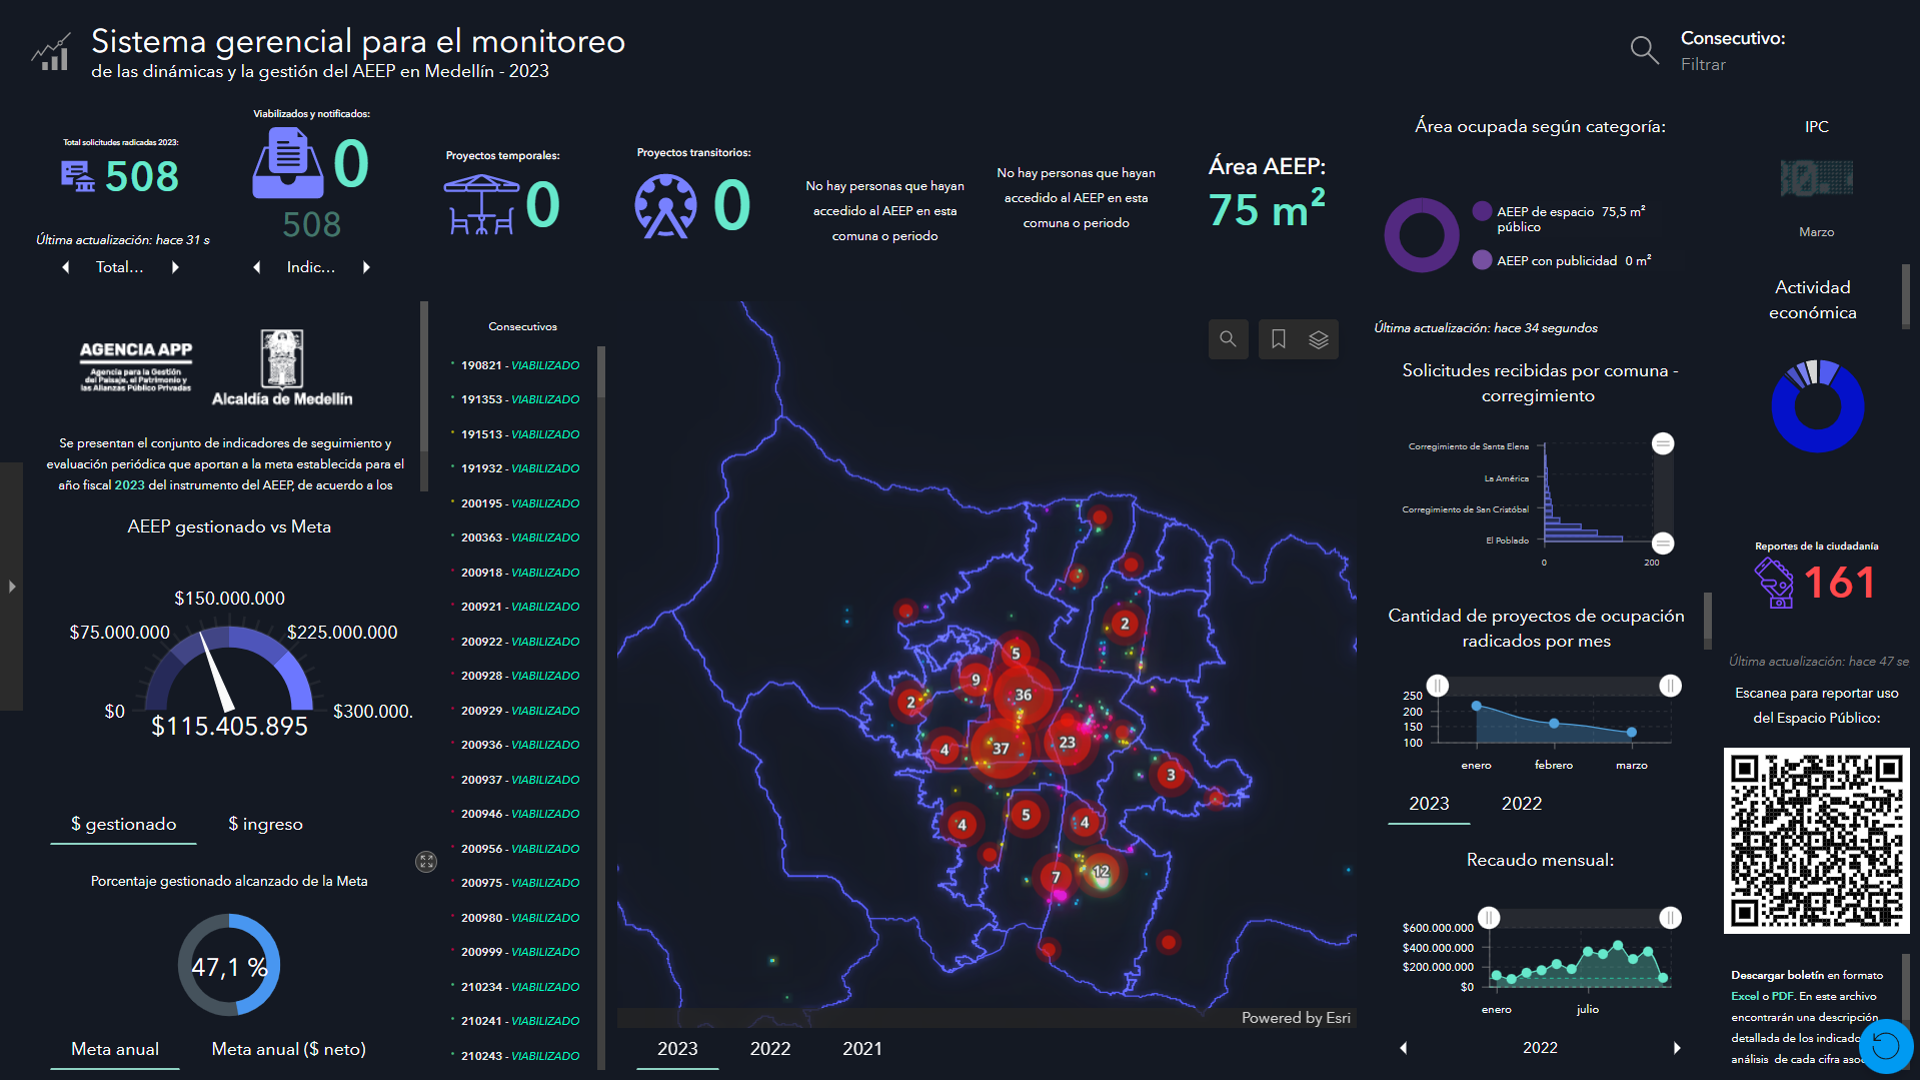 Sistema gerencial para el monitoreo
de las dinámicas y la gestión del AEEP en Medellín - 2023
Consecutivo:
Filtrar
Total solicitudes radicadas 2023:
508
Última actualización: hace 31 s
Total...
Viabilizados y notificados:
0
508
Indic...
Proyectos temporales:
0
Proyectos transitorios:
0
No hay personas que hayan
accedido al AEEP en esta
comuna o periodo
No hay personas que hayan
accedido al AEEP en esta
comuna o periodo
Área AEEP:
75 m²
Área ocupada según categoría:
AEEP de espacio 75,5 m²
público
AEEP con publicidad 0 m²
IPC
Marzo
AGENCIA APP
Agencia para la Gestión
del Paisaje, el Patrimonio y
las Alianzas Público Privadas
Alcaldía de Medellín
Se presentan el conjunto de indicadores de seguimiento y
evaluación periódica que aportan a la meta establecida para el
año fiscal 2023 del instrumento del AEEP, de acuerdo a los
AEEP gestionado vs Meta
$150.000.000
$75.000.000
$225.000.000
$0
$300.000.
$115.405.895
$ gestionado
$ ingreso
Porcentaje gestionado alcanzado de la Meta
47,1 %
Meta anual
Meta anual ($ neto)
Consecutivos
190821 - VIABILIZADO
191353 - VIABILIZADO
191513 - VIABILIZADO
191932 - VIABILIZADO
200195 - VIABILIZADO
200363 - VIABILIZADO
200918 - VIABILIZADO
200921 - VIABILIZADO
200922 - VIABILIZADO
200928 - VIABILIZADO
200929 - VIABILIZADO
200936 - VIABILIZADO
200937 - VIABILIZADO
200946 - VIABILIZADO
200956 - VIABILIZADO
200975 - VIABILIZADO
200980 - VIABILIZADO
200999 - VIABILIZADO
210234 - VIABILIZADO
210241 - VIABILIZADO
210243 - VIABILIZADO
2
5
9
36
2
4
37
23
3
4
5
4
7
12
Powered by Esri
2023
2022
2021
Última actualización: hace 34 segundos
Solicitudes recibidas por comuna -
corregimiento
Corregimiento de Santa Elena
La América
Corregimiento de San Cristóbal
El Poblado
0
200
Cantidad de proyectos de ocupación
radicados por mes
250
200
150
100
enero
febrero
marzo
2023
2022
Recaudo mensual:
$600.000.000
$400.000.000
$200.000.000
$0
enero
julio
2022
Actividad
económica
Reportes de la ciudadanía
161
Última actualización: hace 47 se
Escanea para reportar uso
del Espacio Público:
Descargar boletín en formato
Excel o PDF. En este archivo
encontrarán una descripción
detallada de los indicado
análisis de cada cifra aso